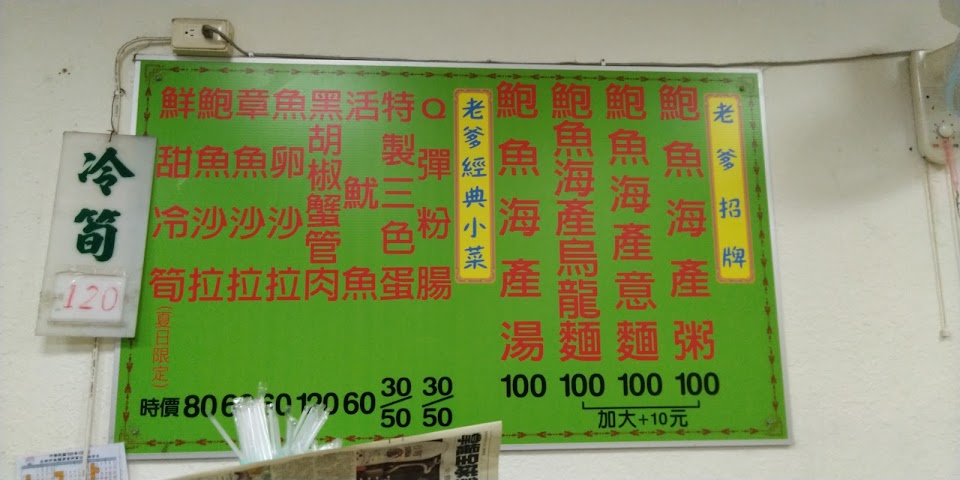 老爹招牌
鮑魚海產粥 100
鮑魚海產意麵 100
鮑魚海產烏龍麵 100
加大+10元
鮑魚海產湯 100
老爹經典小菜
Q彈粉腸 30/50
特製三色蛋 30/50
活魷魚 60
黑胡椒蟹管肉 120
魚卵沙拉
章魚沙拉
鮑魚沙拉 80
鮮甜冷筍(夏日限定) 時價
冷筍
120